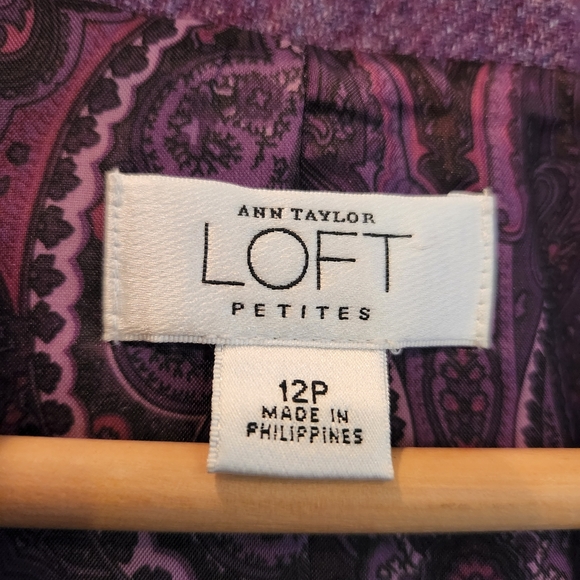 ANN TAYLOR
LOFT
PETITES
12P
MADE IN
PHILIPPINES